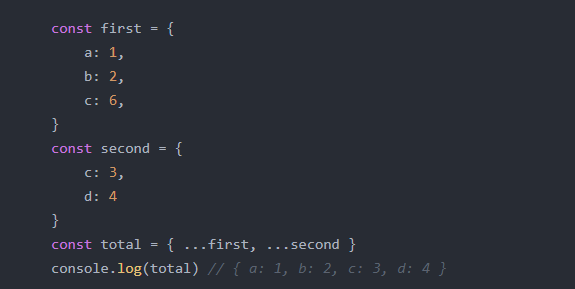 const first = {
    a: 1,
    b: 2,
    c: 6,
}
const second = {
    c: 3,
    d: 4
}
const total = { ...first, ...second }
console.log(total) // { a: 1, b: 2, c: 3, d: 4 }